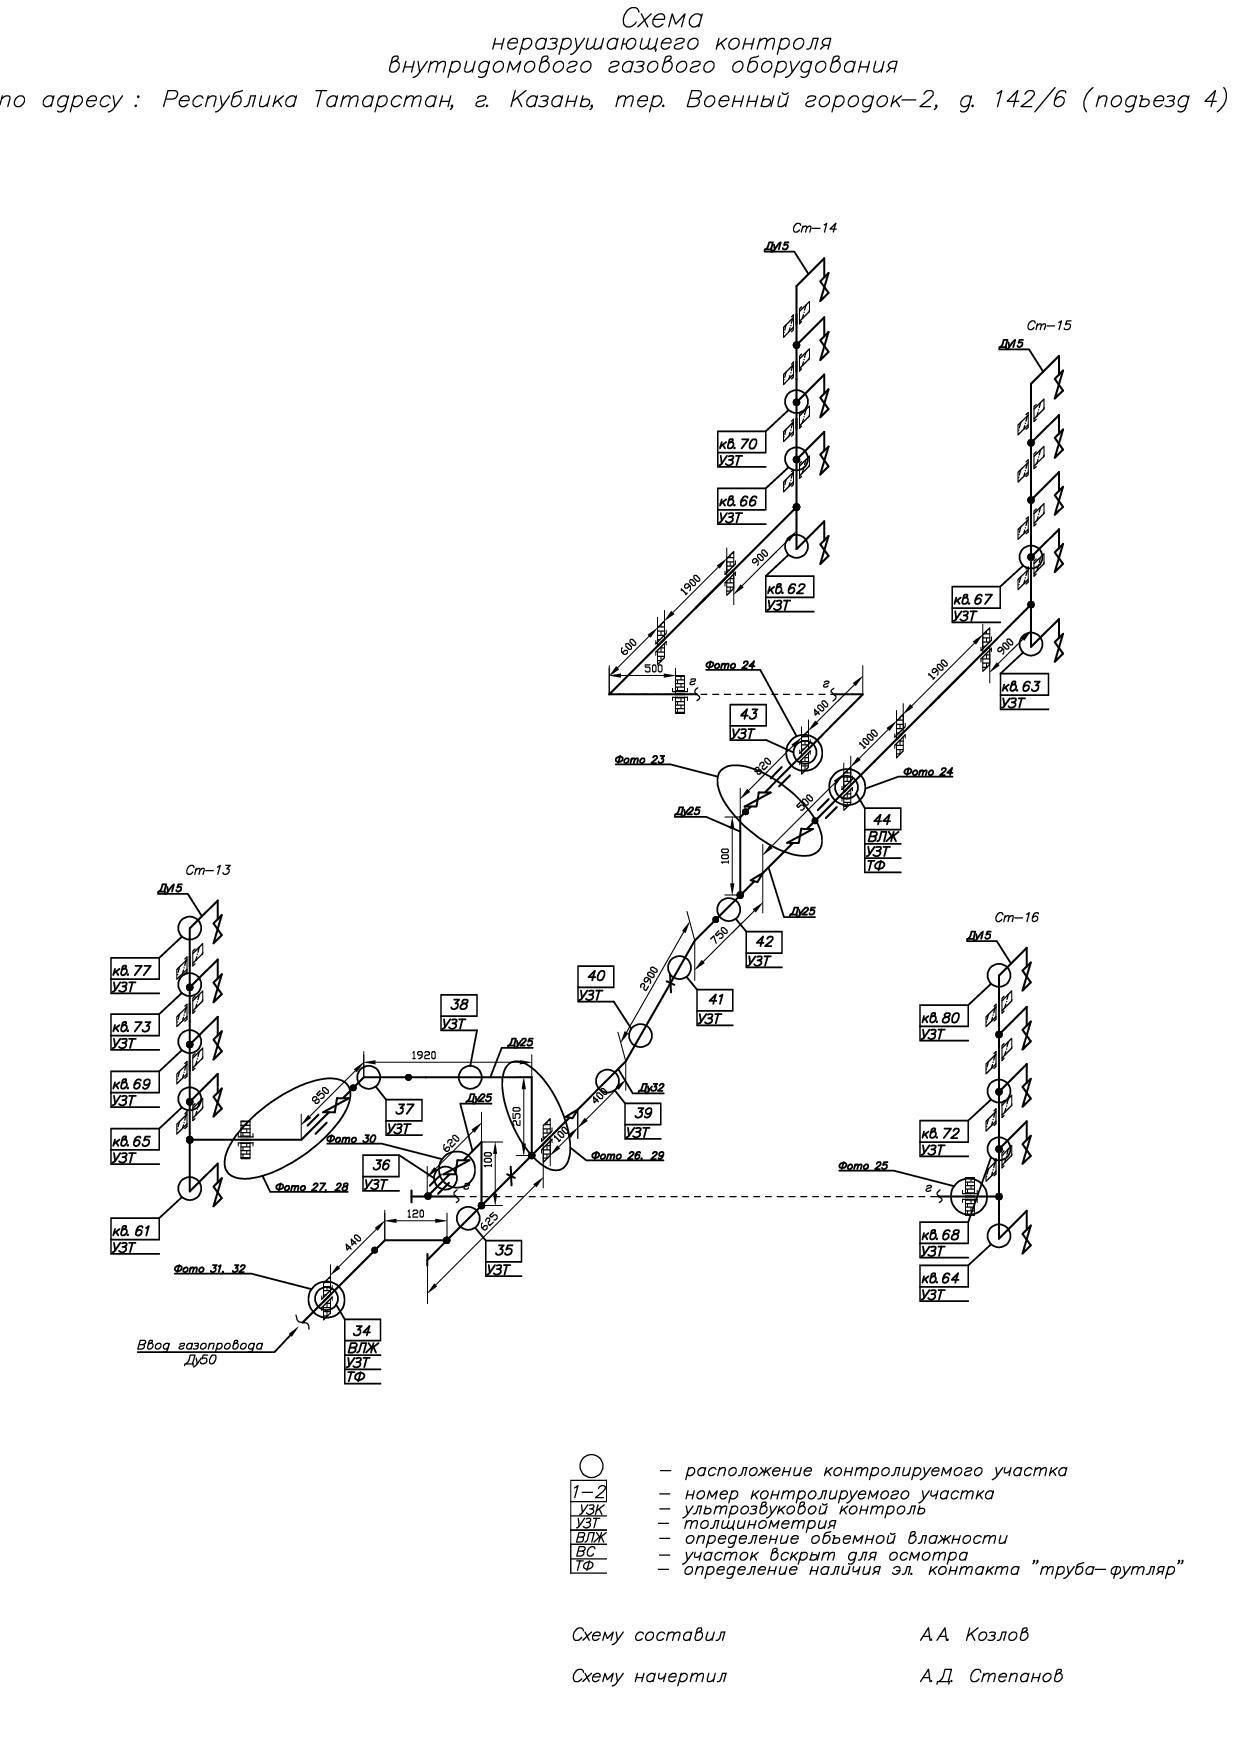 Схема
неразрушающего контроля
внутридомового газового оборудования
по адресу : Республика Татарстан, г. Казань, тер. Военный городок-2, д. 142/6 (подъезд 4)
Ст-14
Ду15
Ст-15
Ду15
кв. 70
УЗТ
кв. 66
УЗТ
900
1900
кв. 62
УЗТ
кв. 67
УЗТ
600
500
г
г
Фото 24
900
1900
кв. 63
УЗТ
43
УЗТ
400
1000
Фото 23
820
Фото 24
500
Ду25
44
ВЛЖ
УЗТ
ТФ
100
Ст-13
Ду15
Ду25
Ст-16
Ду15
750
42
УЗТ
кв. 77
УЗТ
40
УЗТ
2900
41
УЗТ
38
УЗТ
кв. 73
УЗТ
кв. 80
УЗТ
1920
Ду25
кв. 69
УЗТ
850
37
УЗТ
Ду25
Ду32
400
39
УЗТ
250
100
кв. 65
УЗТ
Фото 30
620
100
кв. 72
УЗТ
36
УЗТ
Фото 26, 29
Фото 25
Фото 27, 28
г
г
кв. 61
УЗТ
120
440
625
35
УЗТ
кв. 68
УЗТ
Фото 31, 32
кв. 64
УЗТ
34
ВЛЖ
УЗТ
ТФ
Ввод газопровода
Ду50
– расположение контролируемого участка
1-2 – номер контролируемого участка
УЗК – ультрозвуковой контроль
УЗТ – толщинометрия
ВЛЖ – определение объемной влажности
ВС – участок вскрыт для осмотра
ТФ – определение наличия эл. контакта "труба-футляр"
Схему составил А.А. Козлов
Схему начертил А.Д. Степанов